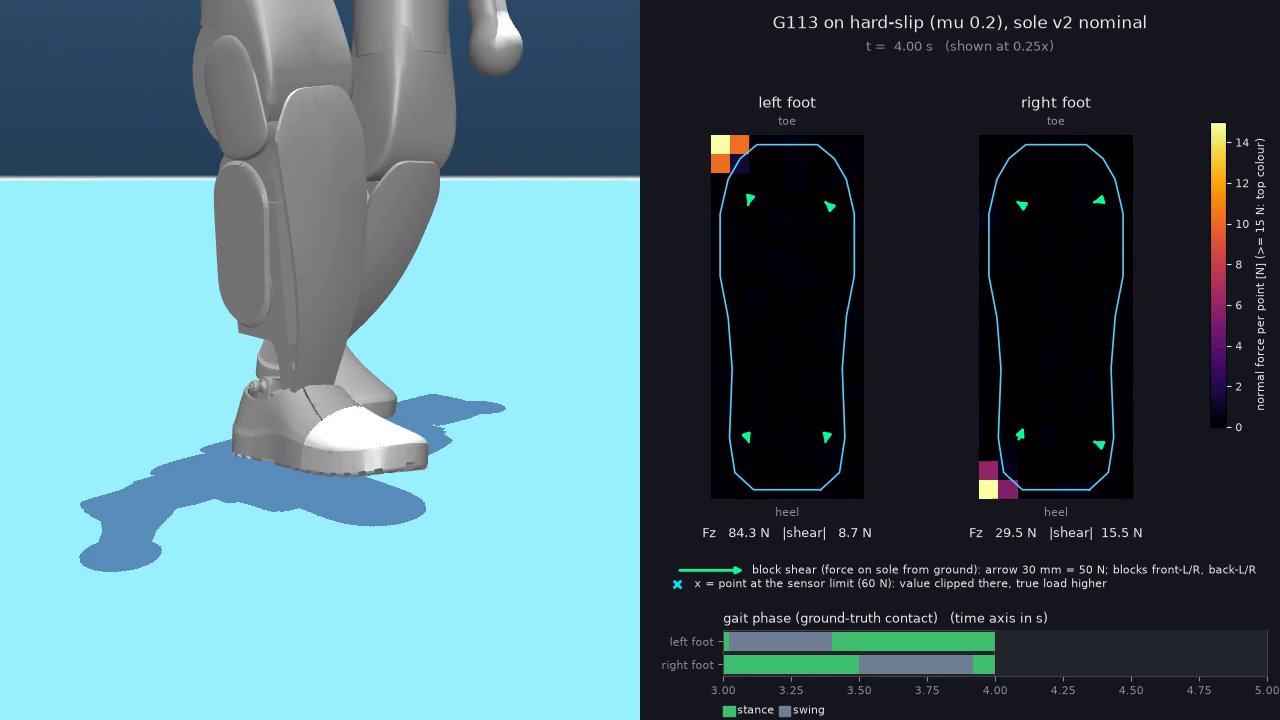 G113 on hard-slip (mu 0.2), sole v2 nominal
t =  4.00 s   (shown at 0.25x)
left foot
right foot
toe
toe
heel
heel
Fz   84.3 N   |shear|   8.7 N
Fz   29.5 N   |shear|  15.5 N
14
12
10
8
6
4
2
0
normal force per point [N] (>= 15 N: top colour)
block shear (force on sole from ground): arrow 30 mm = 50 N; blocks front-L/R, back-L/R
x = point at the sensor limit (60 N): value clipped there, true load higher
gait phase (ground-truth contact)   (time axis in s)
left foot
right foot
3.00 3.25 3.50 3.75 4.00 4.25 4.50 4.75 5.00
stance swing